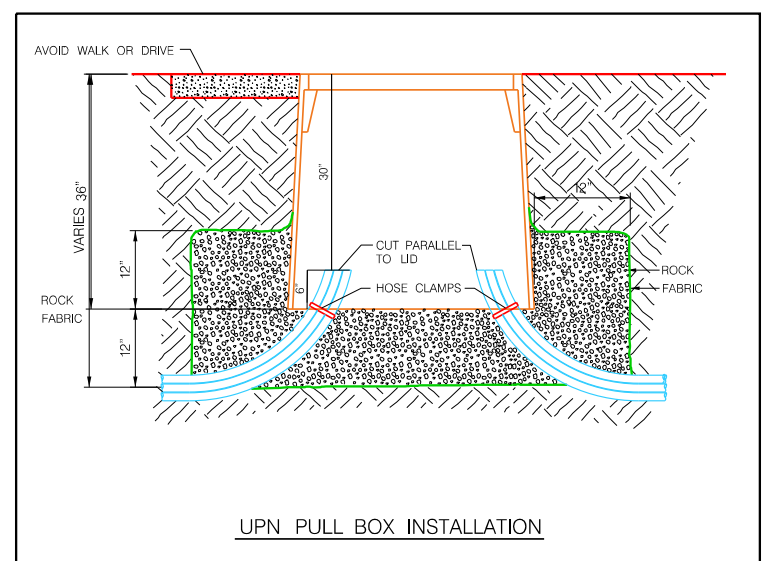 AVOID WALK OR DRIVE
30"
VARIES 36"
12"
CUT PARALLEL
TO LID
12"
6"
HOSE CLAMPS
ROCK
FABRIC
ROCK
FABRIC
12"
UPN PULL BOX INSTALLATION